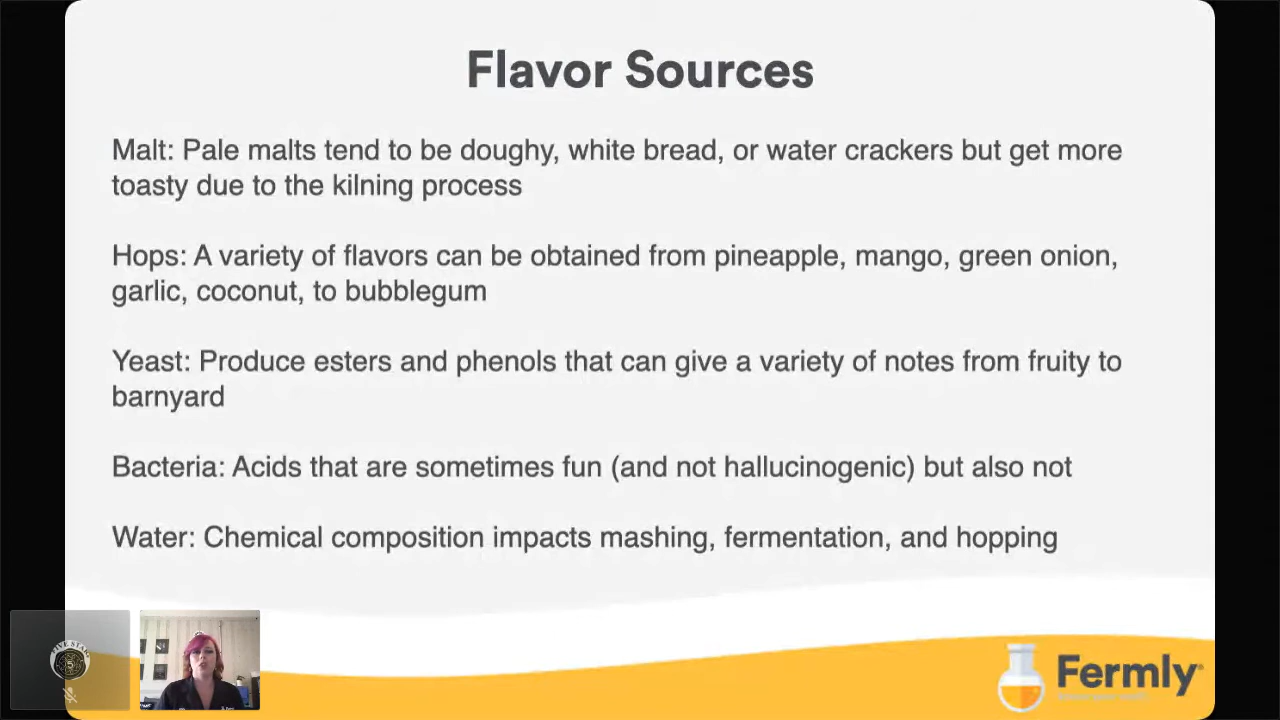 Flavor Sources
Malt: Pale malts tend to be doughy, white bread, or water crackers but get more
toasty due to the kilning process
Hops: A variety of flavors can be obtained from pineapple, mango, green onion,
garlic, coconut, to bubblegum
Yeast: Produce esters and phenols that can give a variety of notes from fruity to
barnyard
Bacteria: Acids that are sometimes fun (and not hallucinogenic) but also not
Water: Chemical composition impacts mashing, fermentation, and hopping
FIVE STAR
Fermly